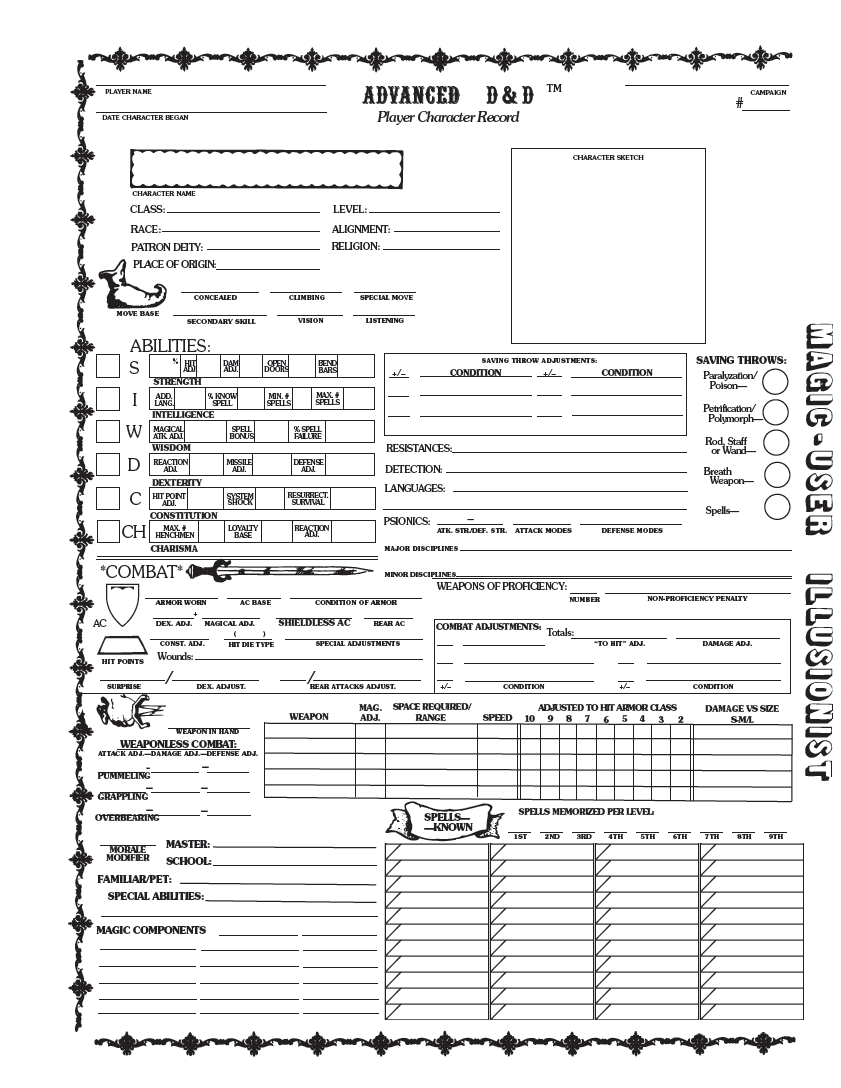 PLAYER NAME
ADVANCED D & D ™
CAMPAIGN
#
DATE CHARACTER BEGAN
Player Character Record
CHARACTER SKETCH
CHARACTER NAME
CLASS: LEVEL:
RACE: ALIGNMENT:
PATRON DEITY: RELIGION:
PLACE OF ORIGIN:
CONCEALED CLIMBING SPECIAL MOVE
MOVE BASE
SECONDARY SKILL VISION LISTENING
ABILITIES:
S % HIT ADJ. DAM ADJ. OPEN DOORS BEND BARS
STRENGTH
I ADD. LANG. % KNOW SPELL MIN. # SPELLS MAX. # SPELLS
INTELLIGENCE
W MAGICAL ATK. ADJ. SPELL BONUS % SPELL FAILURE
WISDOM
D REACTION ADJ. MISSILE ADJ. DEFENSE ADJ.
DEXTERITY
C HIT POINT ADJ. SYSTEM SHOCK RESURRECT. SURVIVAL
CONSTITUTION
CH MAX. # HENCHMEN LOYALTY BASE REACTION ADJ.
CHARISMA
SAVING THROW ADJUSTMENTS:
+/– CONDITION +/– CONDITION
SAVING THROWS:
Paralyzation/
Poison—
Petrification/
Polymorph—
Rod, Staff
or Wand—
Breath
Weapon—
Spells—
RESISTANCES:
DETECTION:
LANGUAGES:
PSIONICS: –
ATK. STR./DEF. STR. ATTACK MODES DEFENSE MODES
MAJOR DISCIPLINES
MINOR DISCIPLINES
*COMBAT*
WEAPONS OF PROFICIENCY:
NUMBER NON-PROFICIENCY PENALTY
AC
ARMOR WORN AC BASE CONDITION OF ARMOR
+
DEX. ADJ. MAGICAL ADJ. SHIELDLESS AC REAR AC
( )
CONST. ADJ. HIT DIE TYPE SPECIAL ADJUSTMENTS
HIT POINTS
Wounds:
/ /
SURPRISE DEX. ADJUST. REAR ATTACKS ADJUST.
COMBAT ADJUSTMENTS: Totals:
"TO HIT" ADJ. DAMAGE ADJ.
+/– CONDITION +/– CONDITION
WEAPON IN HAND
WEAPONLESS COMBAT:
ATTACK ADJ.—DAMAGE ADJ.—DEFENSE ADJ.
– –
PUMMELING
– –
GRAPPLING
– –
OVERBEARING
WEAPON MAG. ADJ. SPACE REQUIRED/ RANGE SPEED ADJUSTED TO HIT ARMOR CLASS DAMAGE VS SIZE
10 9 8 7 6 5 4 3 2 S-M/L
SPELLS—
—KNOWN
SPELLS MEMORIZED PER LEVEL:
1ST 2ND 3RD 4TH 5TH 6TH 7TH 8TH 9TH
MORALE
MODIFIER
MASTER:
SCHOOL:
FAMILIAR/PET:
SPECIAL ABILITIES:
MAGIC COMPONENTS
MAGIC-USER
ILLUSIONIST